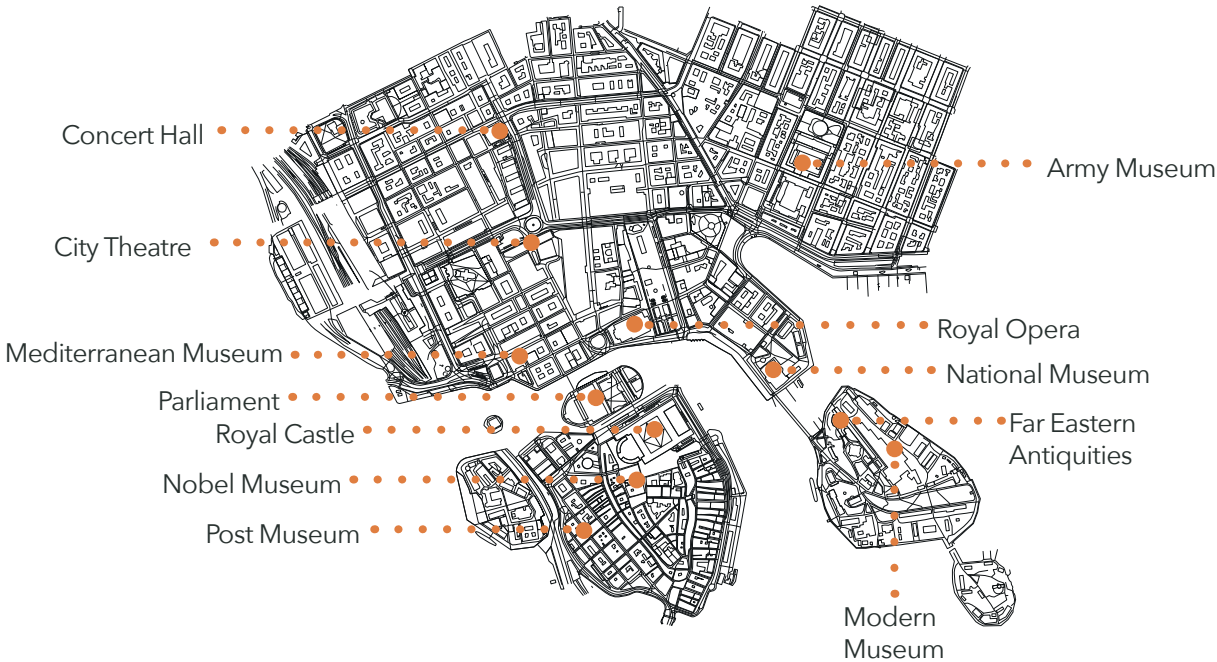 Concert Hall
Army Museum
City Theatre
Royal Opera
Mediterranean Museum
National Museum
Parliament
Royal Castle
Far Eastern
Antiquities
Nobel Museum
Post Museum
Modern
Museum